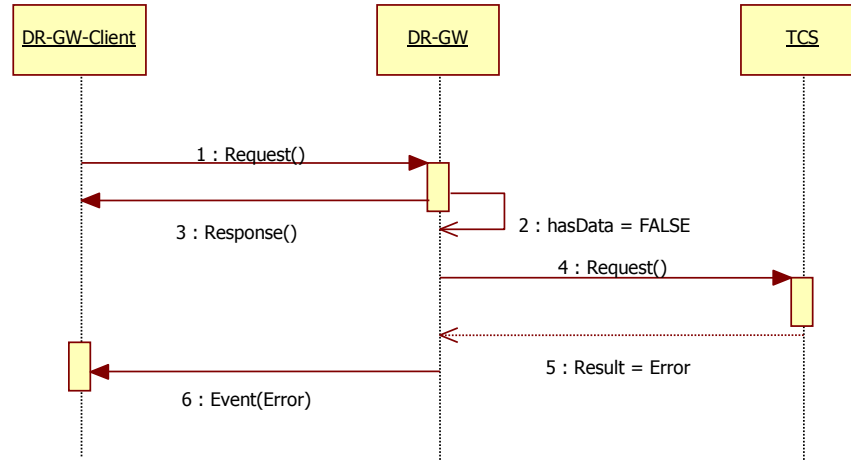 DR-GW-Client
DR-GW
TCS
1 : Request()
3 : Response()
2 : hasData = FALSE
4 : Request()
5 : Result = Error
6 : Event(Error)